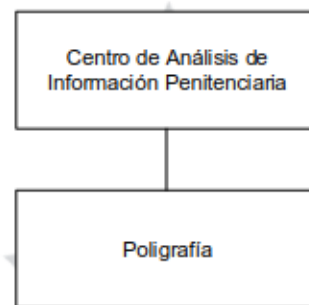 Centro de Análisis de
Información Penitenciaria
Poligrafía